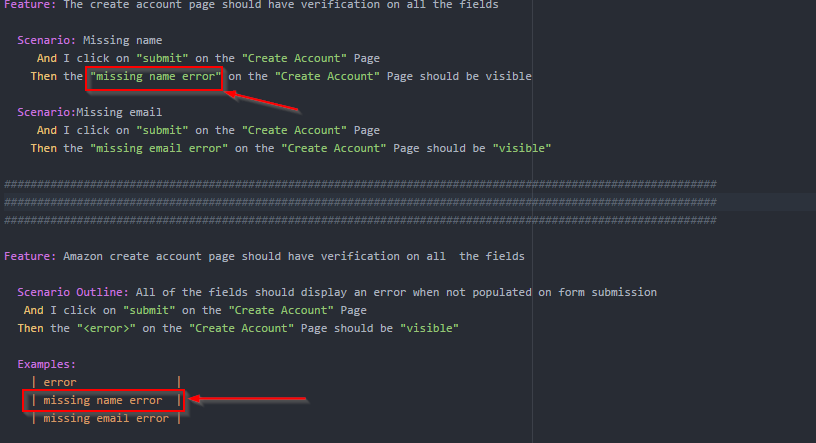 Feature: The create account page should have verification on all the fields
Scenario: Missing name
And I click on "submit" on the "Create Account" Page
Then the "missing name error" on the "Create Account" Page should be visible
Scenario:Missing email
And I click on "submit" on the "Create Account" Page
Then the "missing email error" on the "Create Account" Page should be "visible"
############################################################################################################
############################################################################################################
############################################################################################################
Feature: Amazon create account page should have verification on all  the fields
Scenario Outline: All of the fields should display an error when not populated on form submission
And I click on "submit" on the "Create Account" Page
Then the "<error>" on the "Create Account" Page should be "visible"
Examples:
| error               |
| missing name error  |
| missing email error |